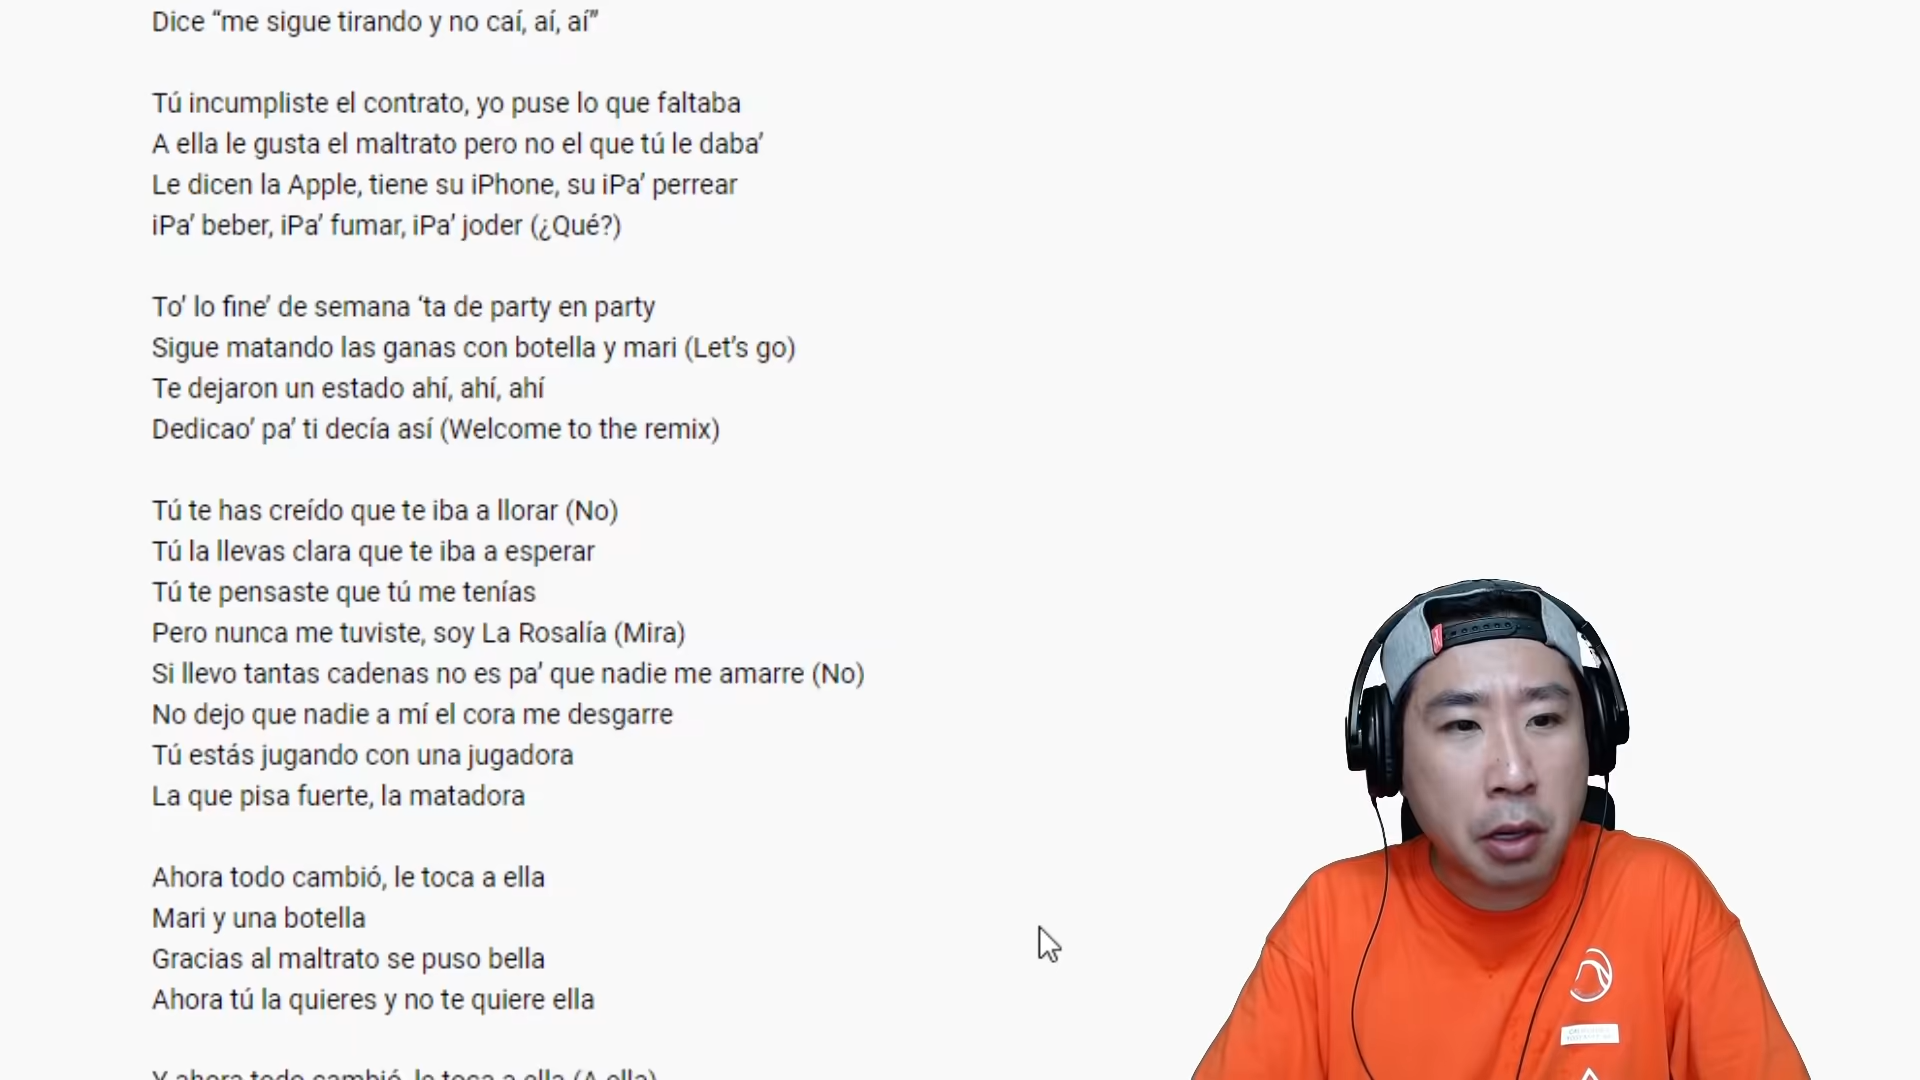 Dice “me sigue tirando y no caí, aí, aí”
Tú incumpliste el contrato, yo puse lo que faltaba
A ella le gusta el maltrato pero no el que tú le daba’
Le dicen la Apple, tiene su iPhone, su iPa’ perrear
iPa’ beber, iPa’ fumar, iPa’ joder (¿Qué?)
To’ lo fine’ de semana ‘ta de party en party
Sigue matando las ganas con botella y mari (Let’s go)
Te dejaron un estado ahí, ahí, ahí
Dedicao’ pa’ ti decía así (Welcome to the remix)
Tú te has creído que te iba a llorar (No)
Tú la llevas clara que te iba a esperar
Tú te pensaste que tú me tenías
Pero nunca me tuviste, soy La Rosalía (Mira)
Si llevo tantas cadenas no es pa’ que nadie me amarre (No)
No dejo que nadie a mí el cora me desgarre
Tú estás jugando con una jugadora
La que pisa fuerte, la matadora
Ahora todo cambió, le toca a ella
Mari y una botella
Gracias al maltrato se puso bella
Ahora tú la quieres y no te quiere ella
Y ahora todo cambió, le toca a ella (A ella)